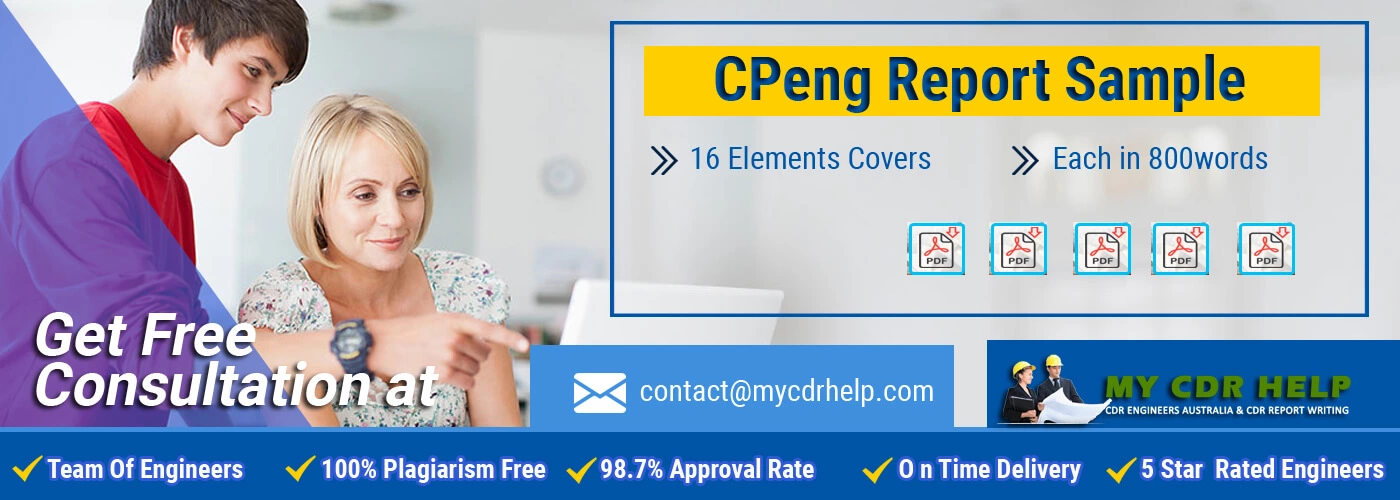 CPeng Report Sample
16 Elements Covers
Each in 800words
PDF
PDF
PDF
PDF
PDF
Get Free
Consultation at
contact@mycdrhelp.com
MY CDR HELP
CDR ENGINEERS AUSTRALIA & CDR REPORT WRITING
Team Of Engineers
100% Plagiarism Free
98.7% Approval Rate
O n Time Delivery
5 Star Rated Engineers